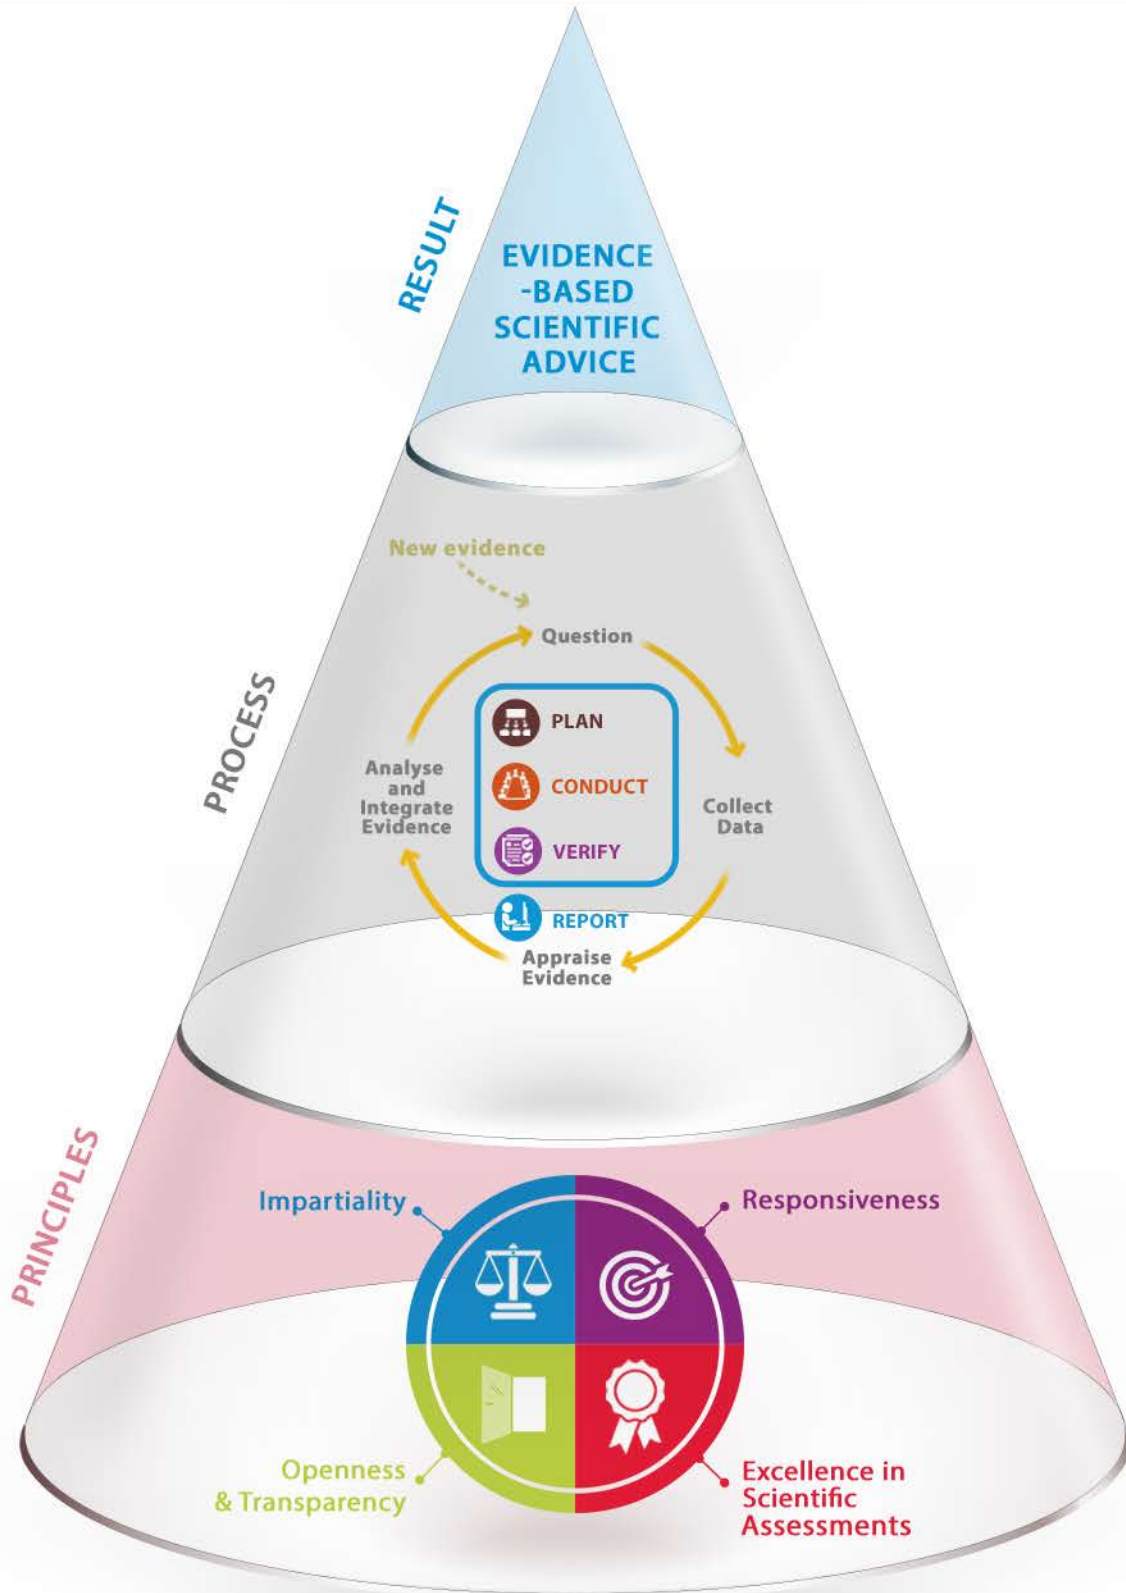 RESULT
EVIDENCE
-BASED
SCIENTIFIC
ADVICE
PROCESS
New evidence
Question
PLAN
CONDUCT
VERIFY
REPORT
Collect
Data
Appraise
Evidence
Analyse
and
Integrate
Evidence
PRINCIPLES
Impartiality
Responsiveness
Openness
& Transparency
Excellence in
Scientific
Assessments